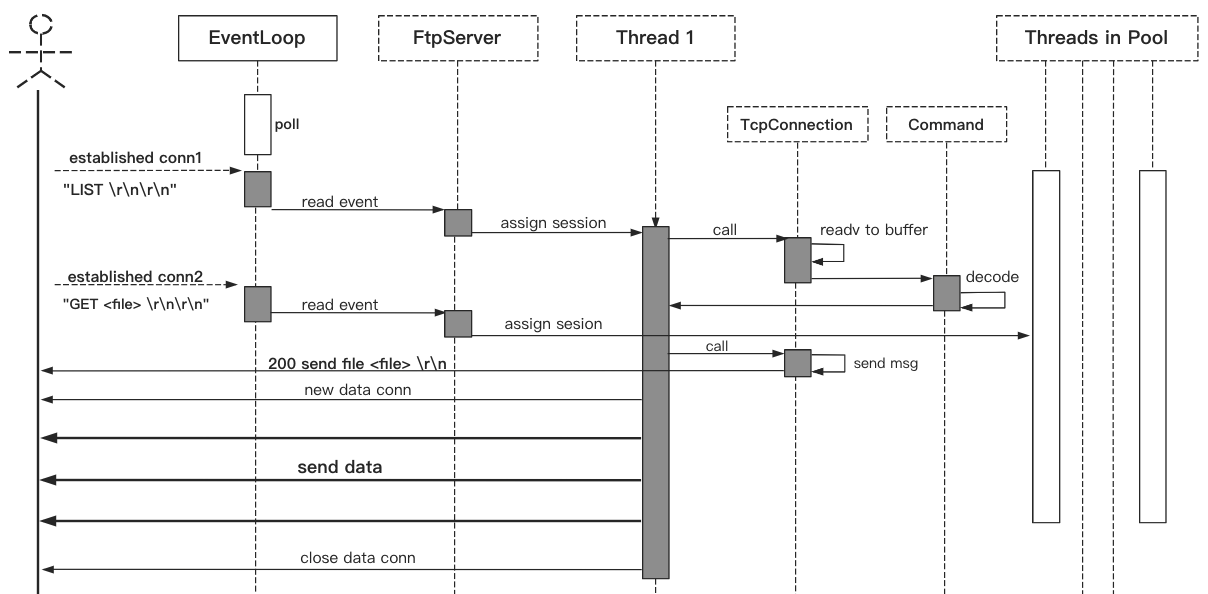 EventLoop
FtpServer
Thread 1
Threads in Pool
TcpConnection
Command
poll
established conn1
"LIST \r\n\r\n"
read event
assign session
call
readv to buffer
established conn2
decode
"GET <file> \r\n\r\n"
read event
assign sesion
call
200 send file <file> \r\n
send msg
new data conn
send data
close data conn